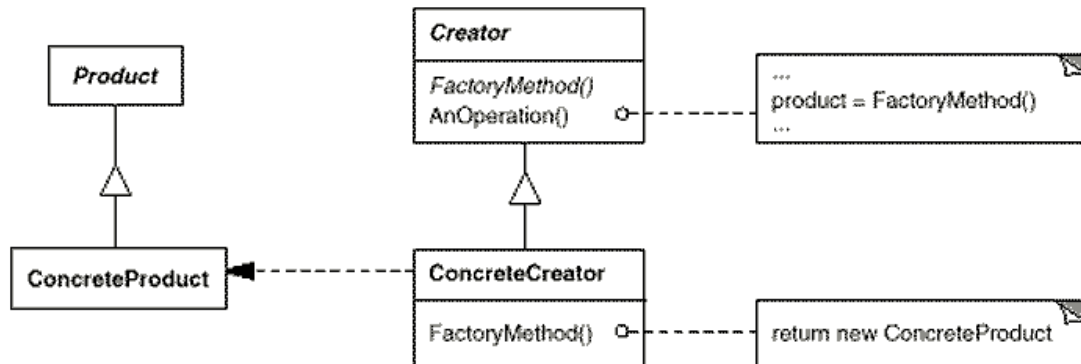 Product
ConcreteProduct
Creator
FactoryMethod()
AnOperation()
...
product = FactoryMethod()
...
ConcreteCreator
FactoryMethod()
return new ConcreteProduct